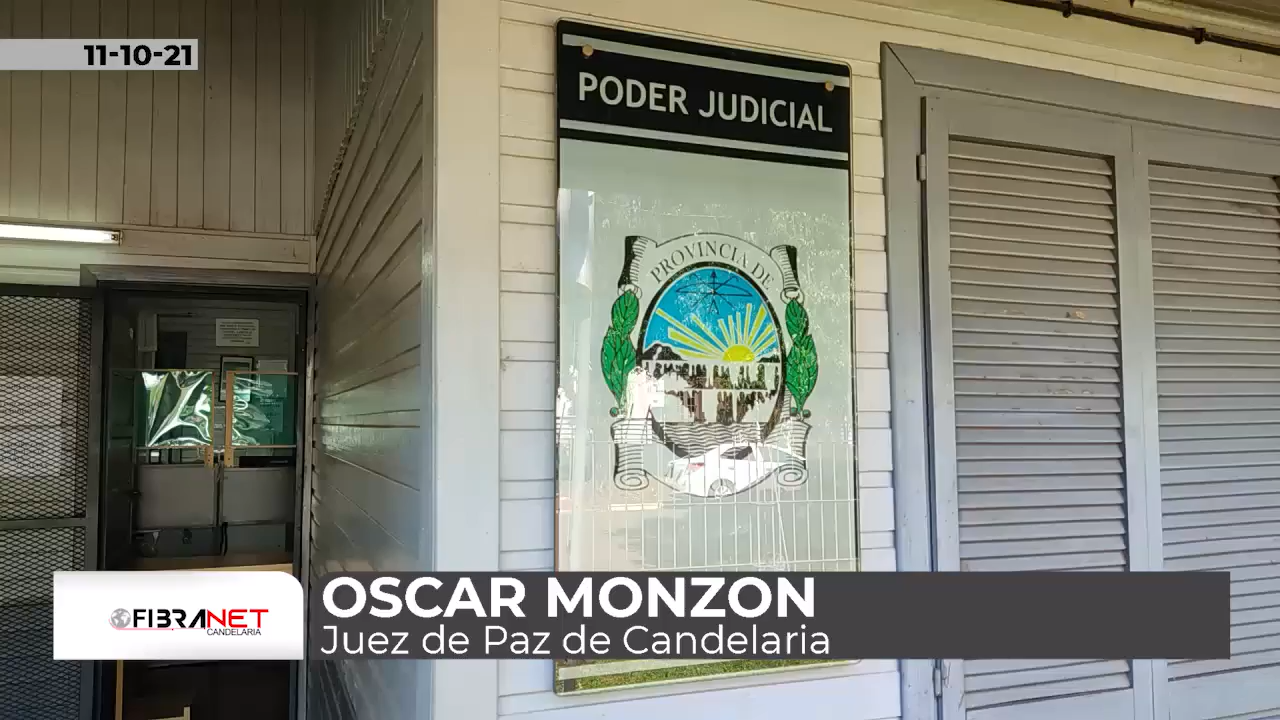 11-10-21
PODER JUDICIAL
PROVINCIA DE
FIBRANET
CANDELARIA
OSCAR MONZON
Juez de Paz de Candelaria